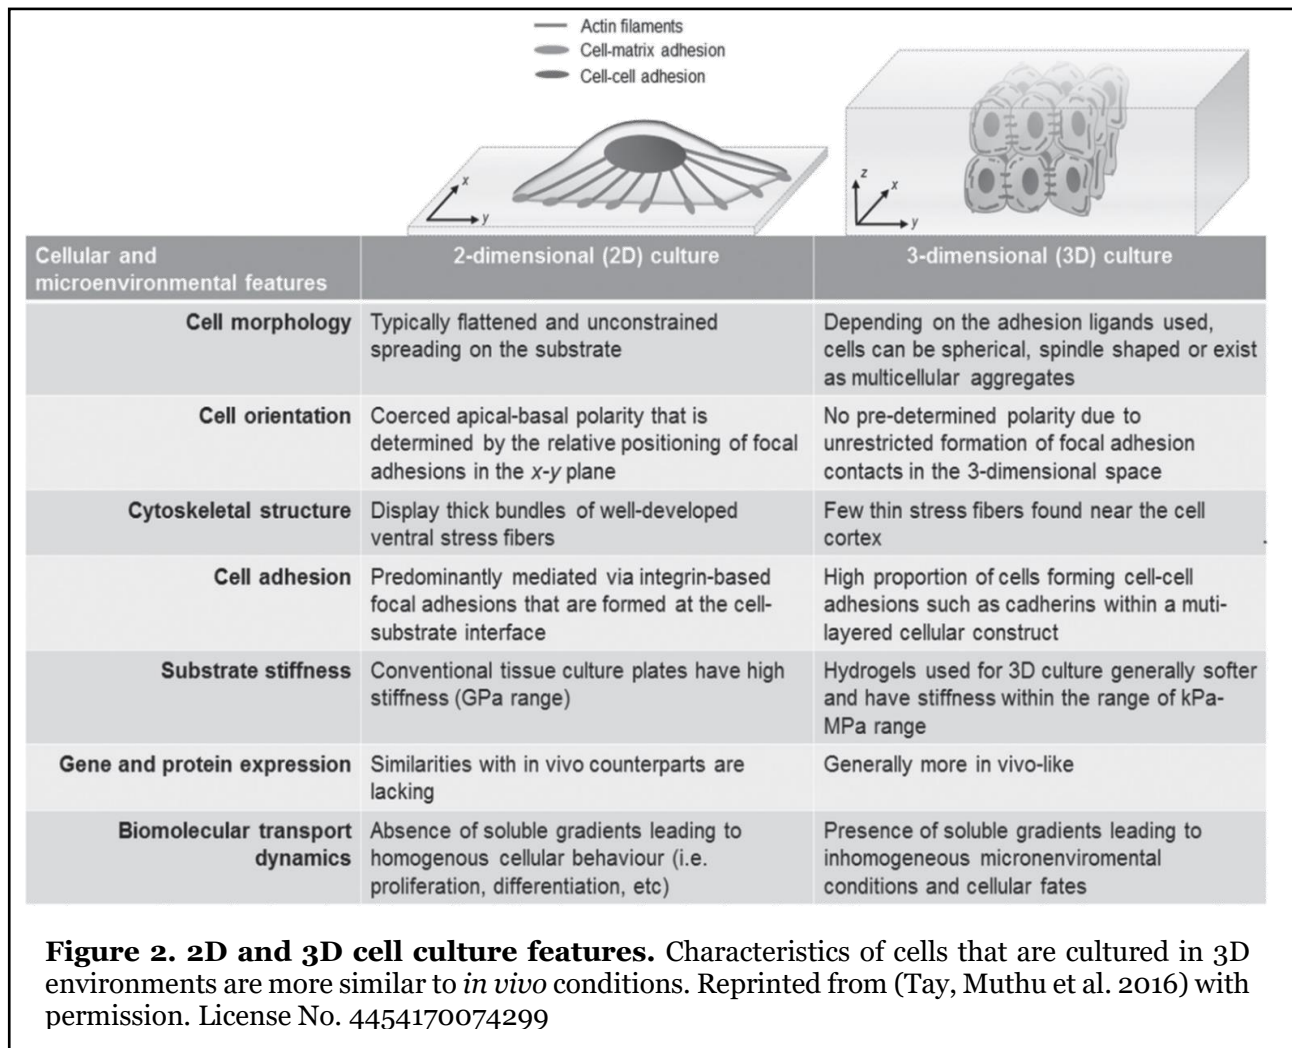 Actin filaments
Cell-matrix adhesion
Cell-cell adhesion
x
y
z
x
y
Cellular and
microenvironmental features
2-dimensional (2D) culture
3-dimensional (3D) culture
Cell morphology
Typically flattened and unconstrained
spreading on the substrate
Depending on the adhesion ligands used,
cells can be spherical, spindle shaped or exist
as multicellular aggregates
Cell orientation
Coerced apical-basal polarity that is
determined by the relative positioning of focal
adhesions in the x-y plane
No pre-determined polarity due to
unrestricted formation of focal adhesion
contacts in the 3-dimensional space
Cytoskeletal structure
Display thick bundles of well-developed
ventral stress fibers
Few thin stress fibers found near the cell
cortex
.
Cell adhesion
Predominantly mediated via integrin-based
focal adhesions that are formed at the cell-
substrate interface
High proportion of cells forming cell-cell
adhesions such as cadherins within a muti-
layered cellular construct
Substrate stiffness
Conventional tissue culture plates have high
stiffness (GPa range)
Hydrogels used for 3D culture generally softer
and have stiffness within the range of kPa-
MPa range
Gene and protein expression
Similarities with in vivo counterparts are
lacking
Generally more in vivo-like
Biomolecular transport
dynamics
Absence of soluble gradients leading to
homogenous cellular behaviour (i.e.
proliferation, differentiation, etc)
Presence of soluble gradients leading to
inhomogeneous micronenviromental
conditions and cellular fates
Figure 2. 2D and 3D cell culture features. Characteristics of cells that are cultured in 3D
environments are more similar to in vivo conditions. Reprinted from (Tay, Muthu et al. 2016) with
permission. License No. 4454170074299